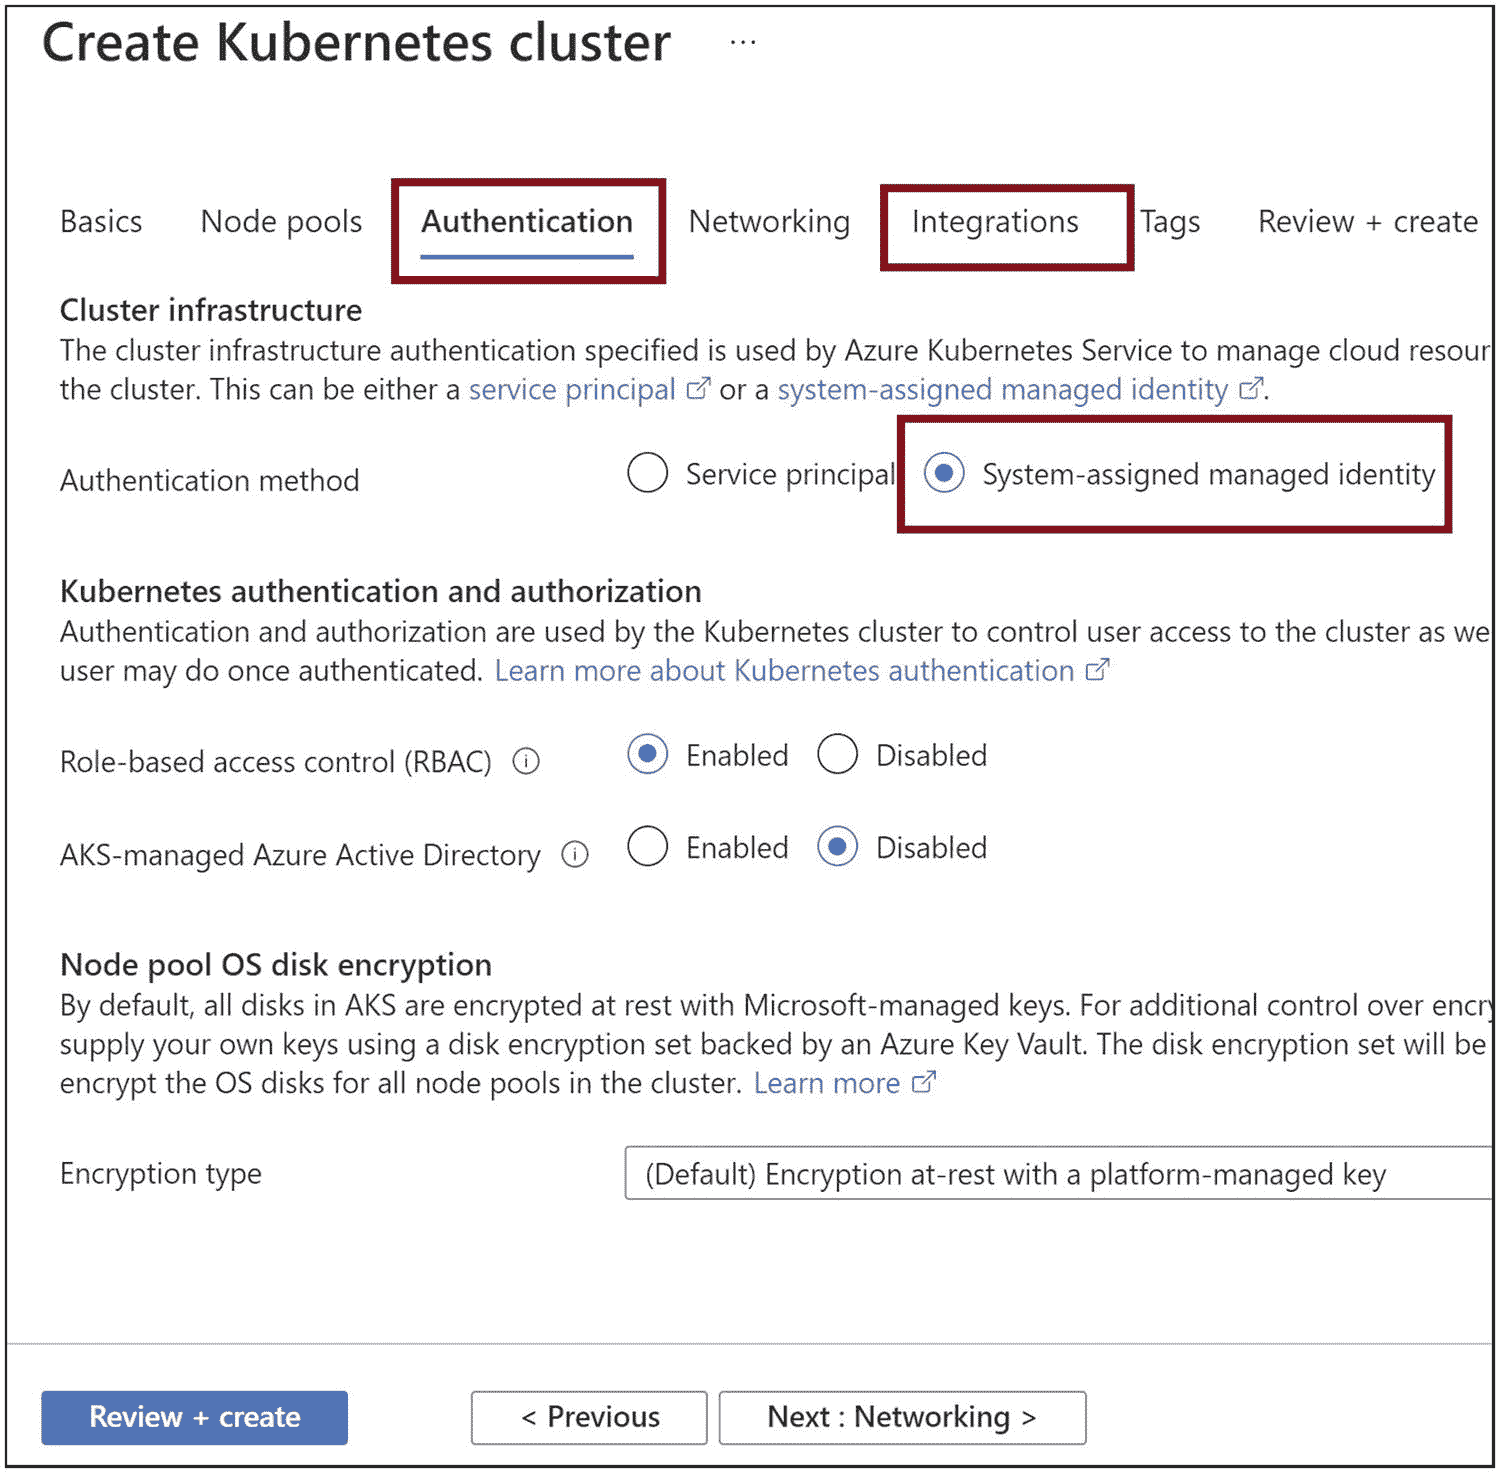 Create Kubernetes cluster ...
Basics Node pools Authentication Networking Integrations Tags Review + create
Cluster infrastructure
The cluster infrastructure authentication specified is used by Azure Kubernetes Service to manage cloud resour
the cluster. This can be either a service principal or a system-assigned managed identity.
Authentication method Service principal System-assigned managed identity
Kubernetes authentication and authorization
Authentication and authorization are used by the Kubernetes cluster to control user access to the cluster as we
user may do once authenticated. Learn more about Kubernetes authentication
Role-based access control (RBAC) Enabled Disabled
AKS-managed Azure Active Directory Enabled Disabled
Node pool OS disk encryption
By default, all disks in AKS are encrypted at rest with Microsoft-managed keys. For additional control over encry
supply your own keys using a disk encryption set backed by an Azure Key Vault. The disk encryption set will be
encrypt the OS disks for all node pools in the cluster. Learn more
Encryption type (Default) Encryption at-rest with a platform-managed key
Review + create < Previous Next : Networking >